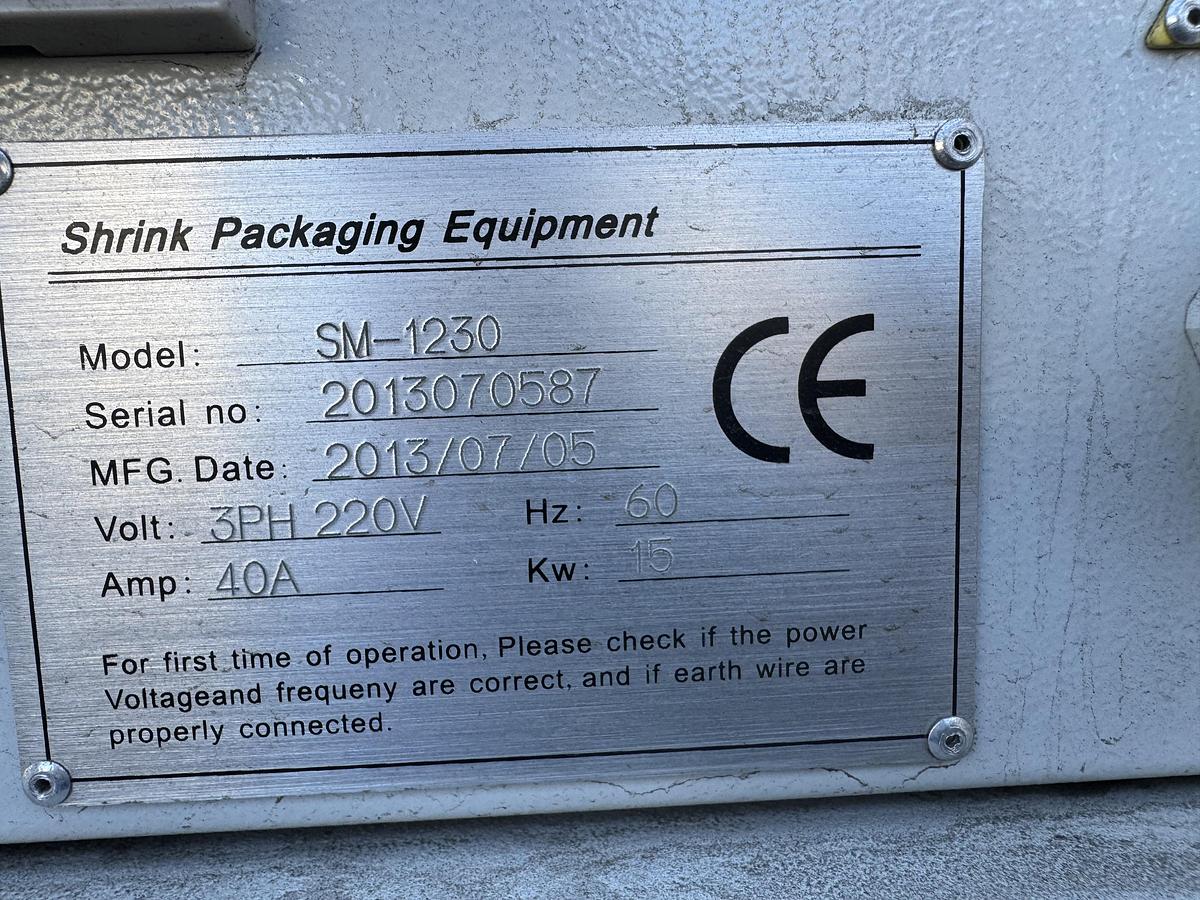 Shrink Packaging Equipment
Model: SM-1230
Serial no: 2013070587
MFG. Date: 2013/07/05
Volt: 3PH 220V Hz: 60
Amp: 40A Kw: 15
CE
For first time of operation, Please check if the power
Voltageand frequeny are correct, and if earth wire are
properly connected.